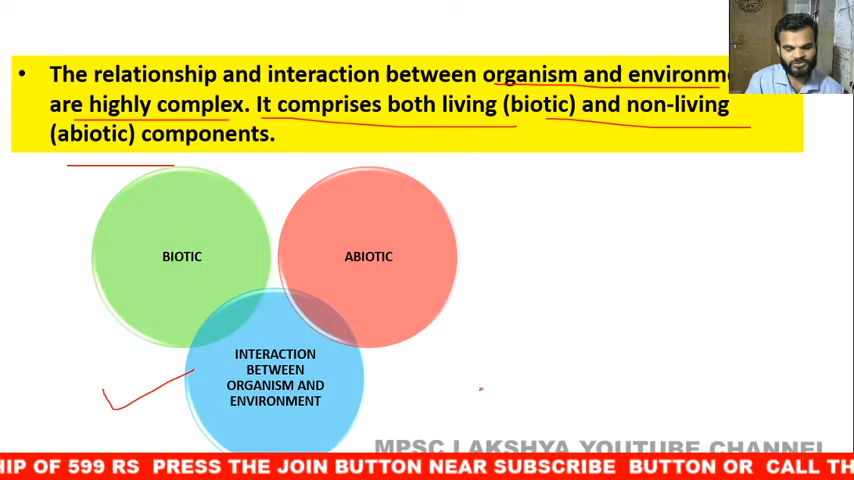 • The relationship and interaction between organism and environm
are highly complex. It comprises both living (biotic) and non-living
(abiotic) components.
BIOTIC
ABIOTIC
INTERACTION
BETWEEN
ORGANISM AND
ENVIRONMENT
MPSC LAKSHYA YOUTUBE CHANNEL
HIP OF 599 RS PRESS THE JOIN BUTTON NEAR SUBSCRIBE BUTTON OR CALL TH